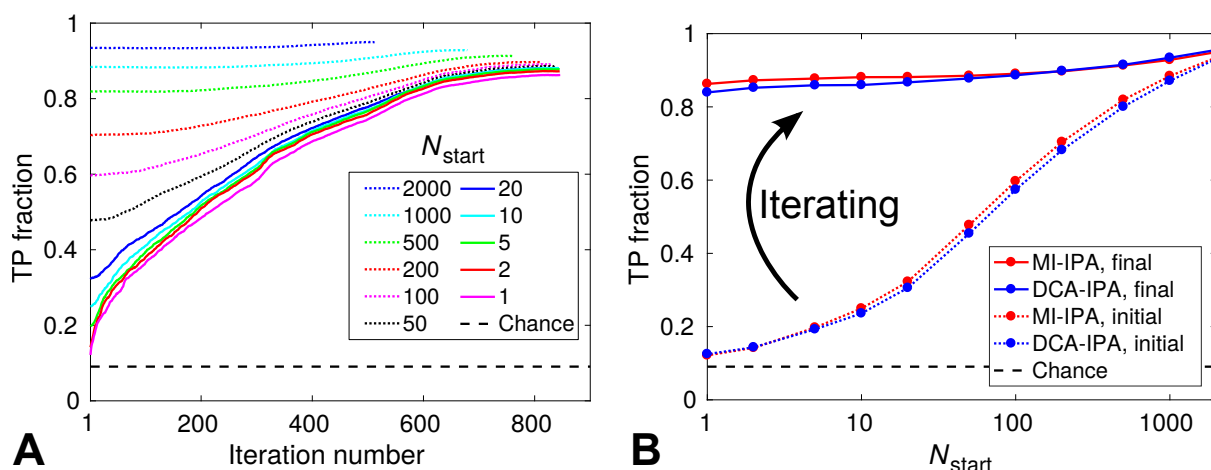 TP fraction
1
0.8
0.6
0.4
0.2
0
1
200
400
600
800
Iteration number
N start
2000 20
1000 10
500 5
200 2
100 1
50 Chance
A
TP fraction
1
0.8
0.6
0.4
0.2
0
1
10
100
1000
N start
Iterating
MI-IPA, final
DCA-IPA, final
MI-IPA, initial
DCA-IPA, initial
Chance
B